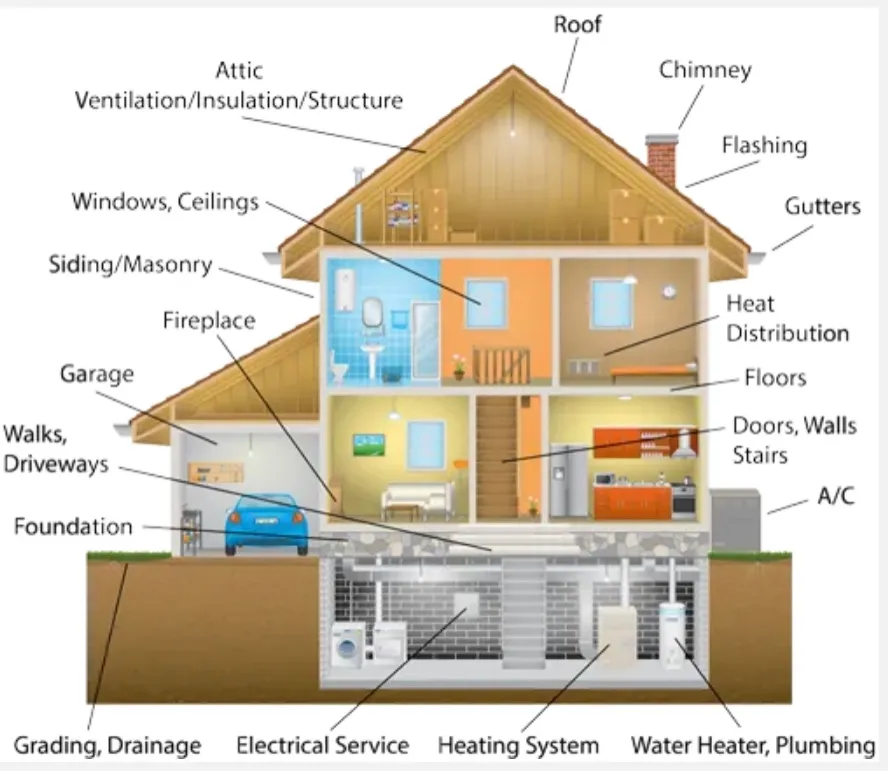 Roof
Attic
Ventilation/Insulation/Structure
Chimney
Flashing
Windows, Ceilings
Gutters
Siding/Masonry
Heat
Distribution
Fireplace
Garage
Floors
Walks,
Driveways
Doors, Walls
Stairs
A/C
Foundation
Grading, Drainage
Electrical Service
Heating System
Water Heater, Plumbing